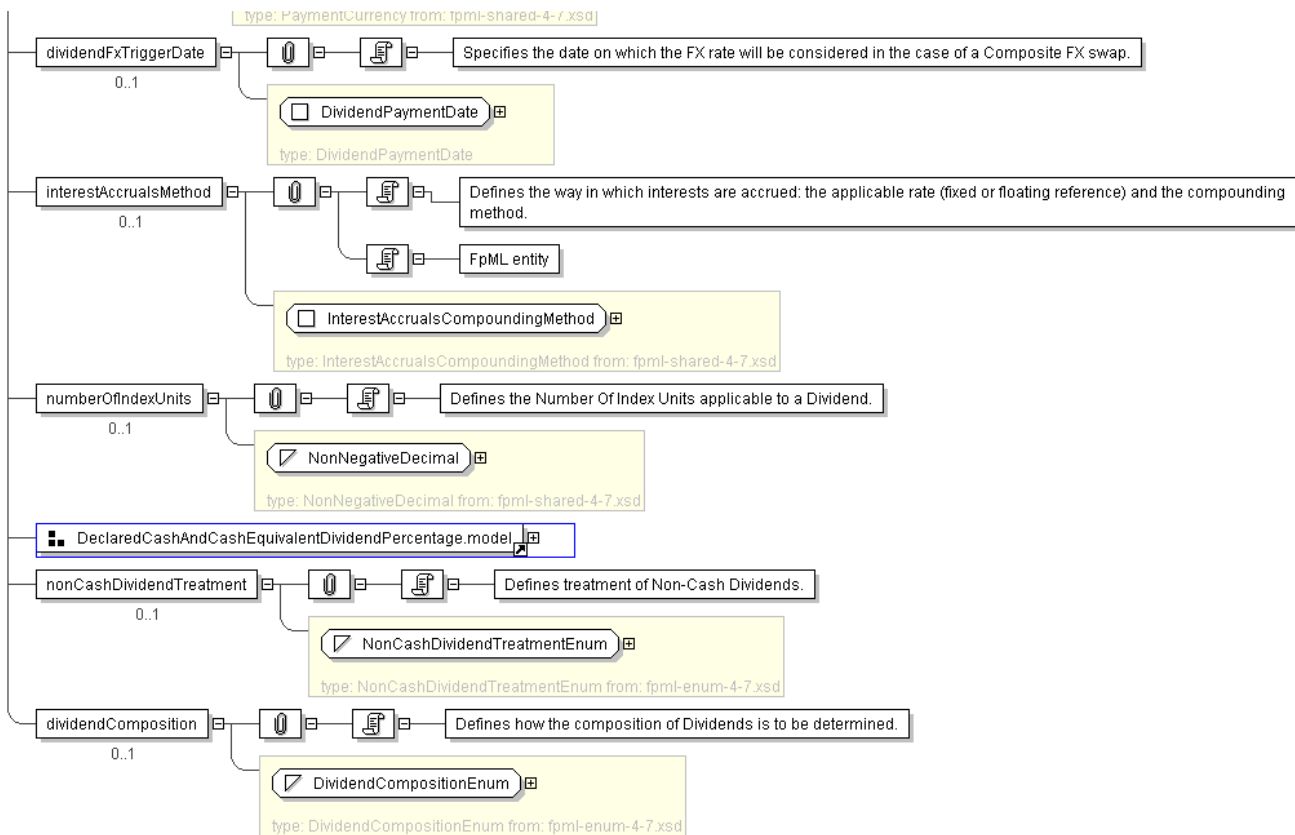 type: PaymentCurrency from: fpml-shared-4-7.xsd
dividendFxTriggerDate
Specifies the date on which the FX rate will be considered in the case of a Composite FX swap.
0..1
DividendPaymentDate
type: DividendPaymentDate
interestAccrualsMethod
Defines the way in which interests are accrued: the applicable rate (fixed or floating reference) and the compounding
method.
0..1
FpML entity
InterestAccrualsCompoundingMethod
type: InterestAccrualsCompoundingMethod from: fpml-shared-4-7.xsd
numberOfIndexUnits
Defines the Number Of Index Units applicable to a Dividend.
0..1
NonNegativeDecimal
type: NonNegativeDecimal from: fpml-shared-4-7.xsd
DeclaredCashAndCashEquivalentDividendPercentage.model
nonCashDividendTreatment
Defines treatment of Non-Cash Dividends.
0..1
NonCashDividendTreatmentEnum
type: NonCashDividendTreatmentEnum from: fpml-enum-4-7.xsd
dividendComposition
Defines how the composition of Dividends is to be determined.
0..1
DividendCompositionEnum
type: DividendCompositionEnum from: fpml-enum-4-7.xsd